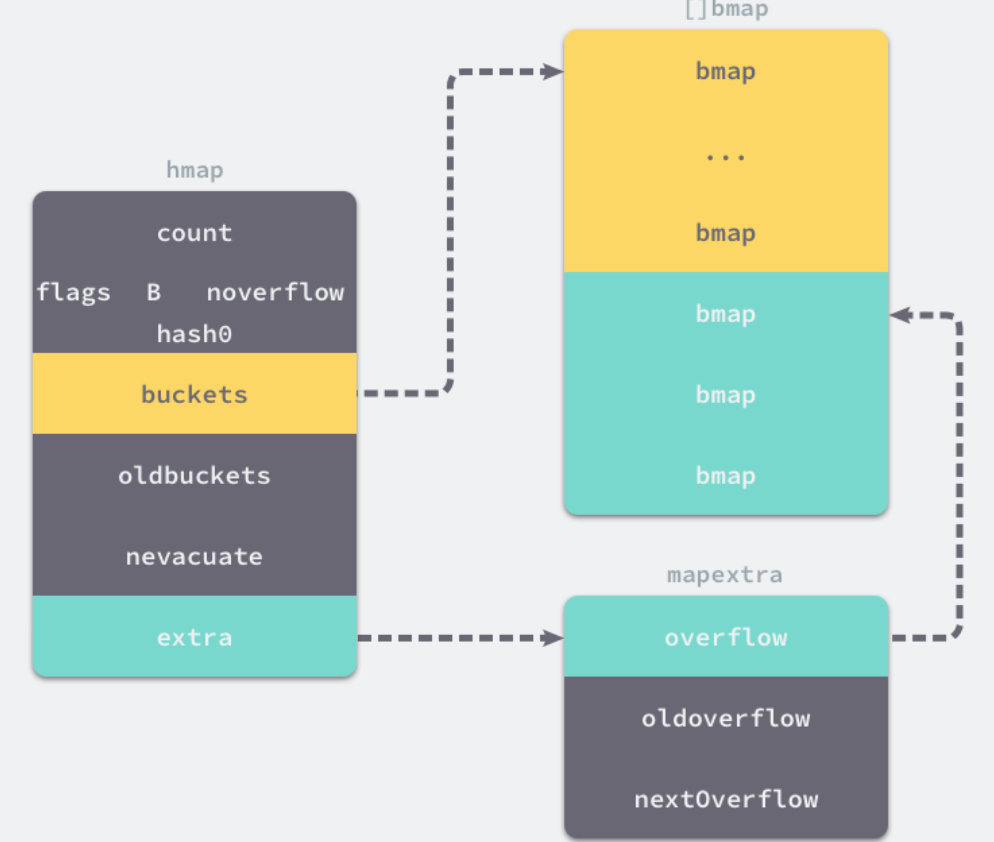 []bmap
bmap
...
bmap
bmap
bmap
bmap
hmap
count
flags B noverflow
hash0
buckets
oldbuckets
nevacuate
extra
mapextra
overflow
oldoverflow
nextOverflow